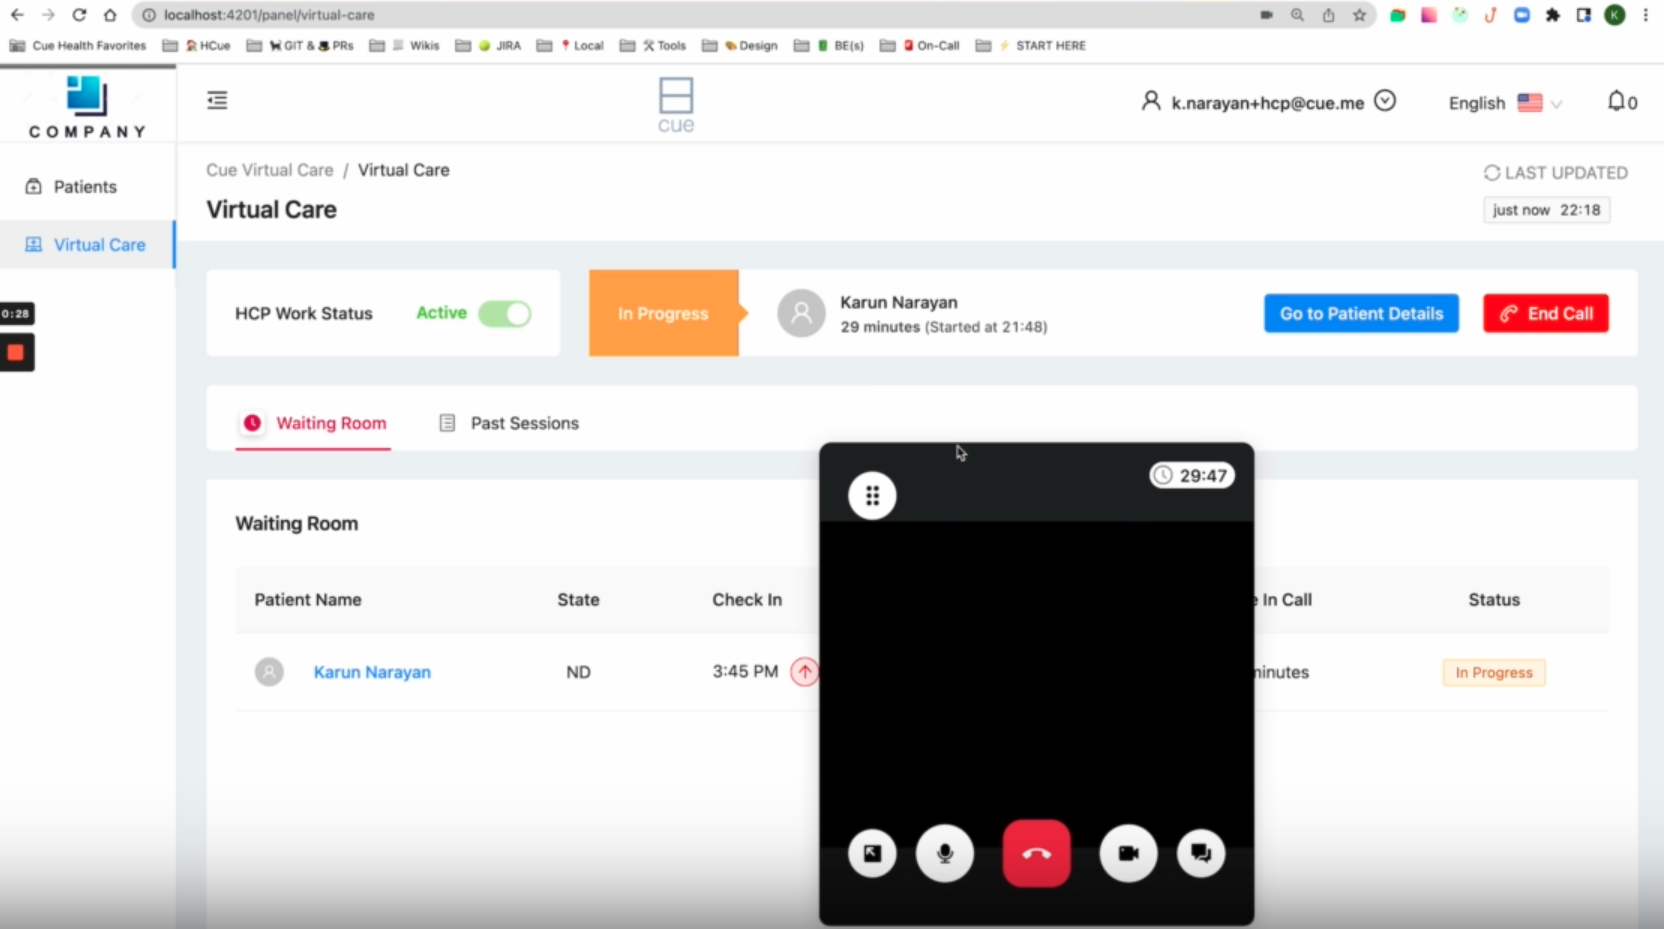 localhost:4201/panel/virtual-care
K
Cue Health Favorites HCue GIT & PRs Wikis JIRA Local Tools Design BE(s) On-Call START HERE
COMPANY
cue
k.narayan+hcp@cue.me
English
0
Patients
Virtual Care
Cue Virtual Care / Virtual Care
Virtual Care
LAST UPDATED
just now 22:18
0:28
HCP Work Status Active
In Progress
Karun Narayan
29 minutes (Started at 21:48)
Go to Patient Details
End Call
Waiting Room
Past Sessions
29:47
Waiting Room
Patient Name State Check In In Call Status
Karun Narayan ND 3:45 PM minutes In Progress